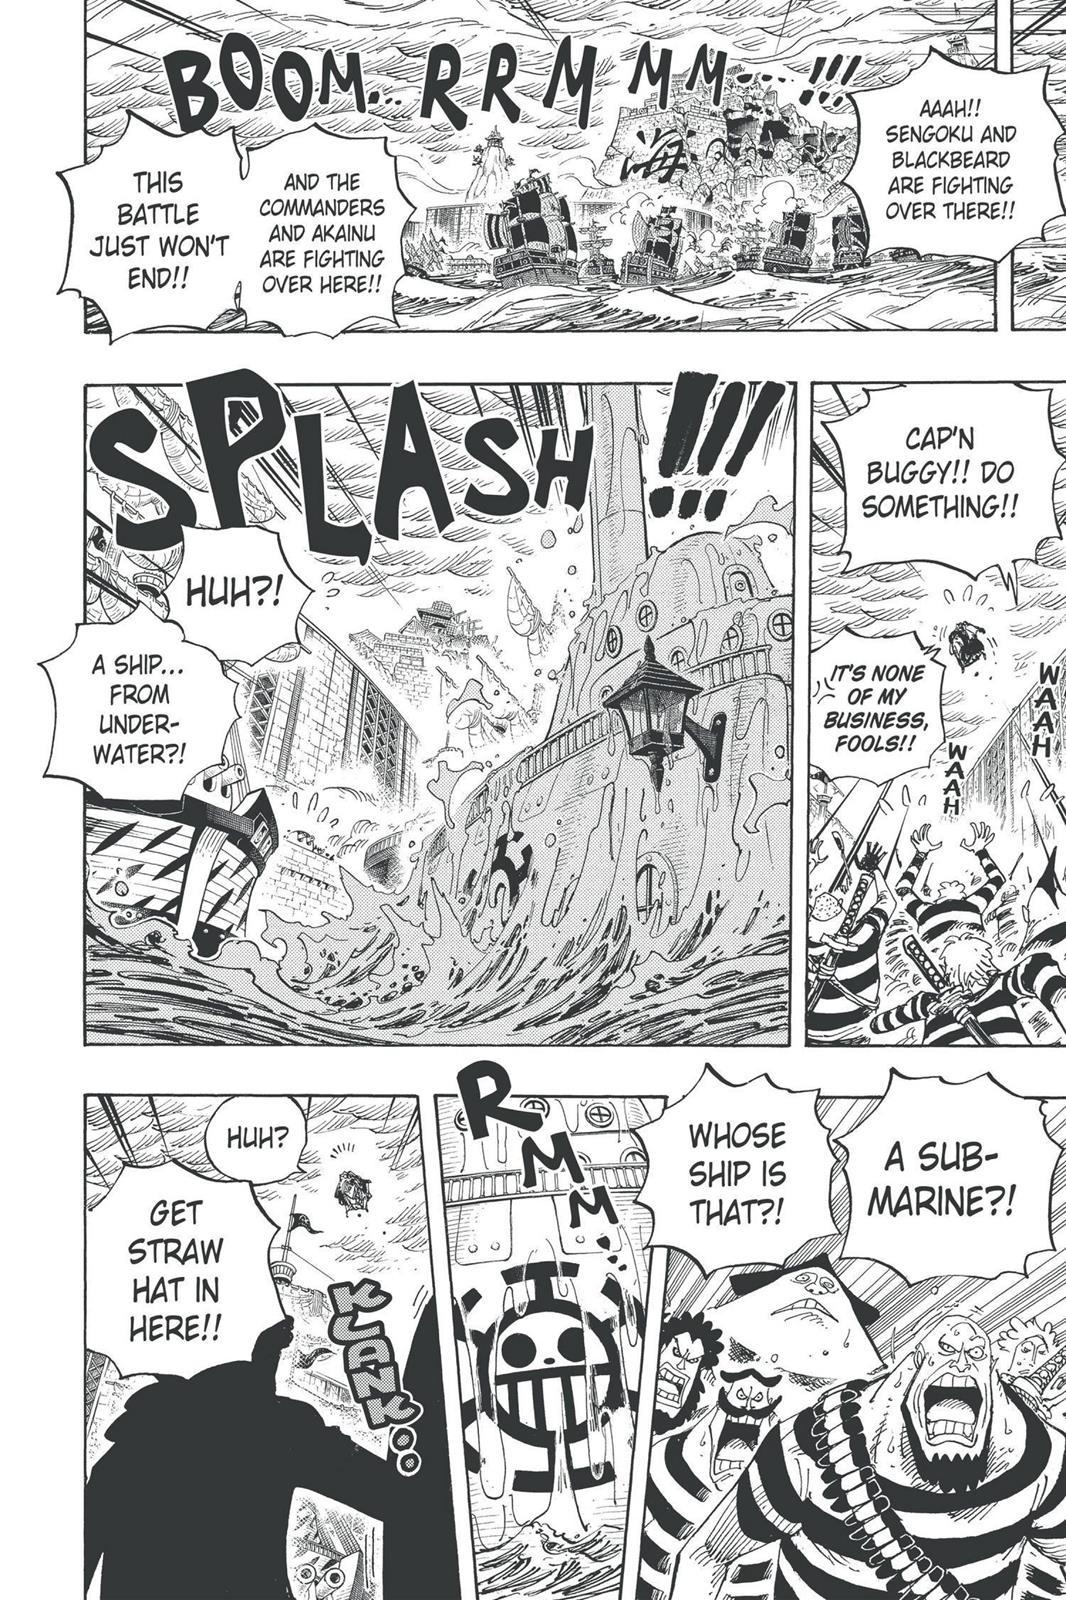 AAAH!!
SENGOKU AND
BLACKBEARD
ARE FIGHTING
OVER THERE!!
BOOM... RRMMM...!!!
海
AND THE
COMMANDERS
AND AKAINU
ARE FIGHTING
OVER HERE!!
THIS
BATTLE
JUST WON'T
END!!
CAP'N
BUGGY!! DO
SOMETHING!!
IT'S NONE
OF MY
BUSINESS,
FOOLS!!
WAAH
WAAH
SPLASH!!!
HUH?!
A SHIP...
FROM
UNDER-
WATER?!
A SUB-
MARINE?!
WHOSE
SHIP IS
THAT?!
RMM...
HUH?
GET
STRAW
HAT IN
HERE!!
KLANK